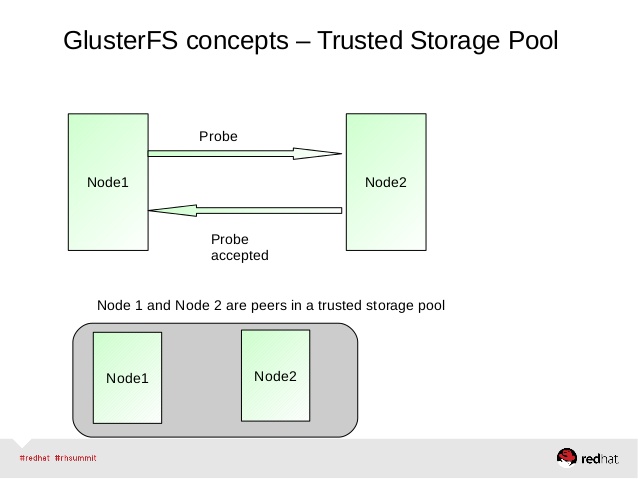 GlusterFS concepts – Trusted Storage Pool
Probe
Node1
Node2
Probe
accepted
Node 1 and Node 2 are peers in a trusted storage pool
Node1
Node2
#redhat #rhsummit
redhat